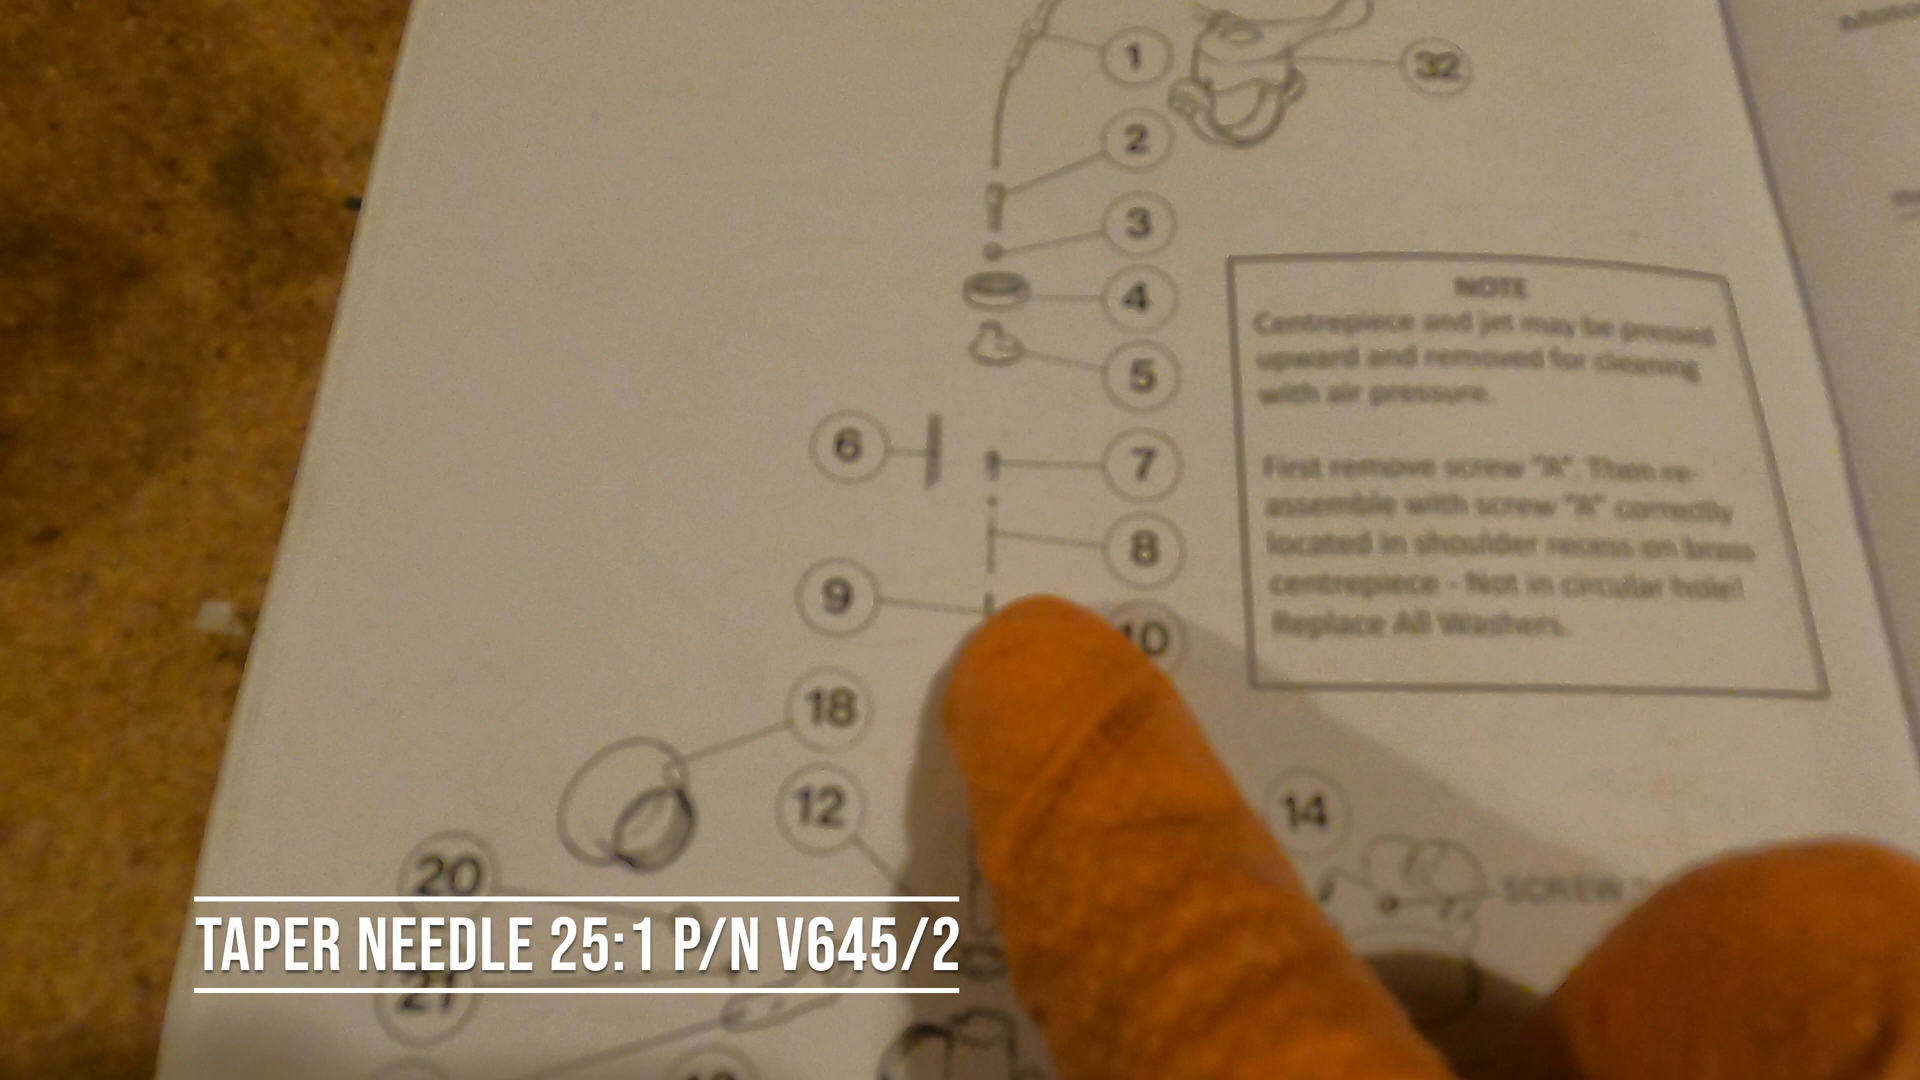 1
32
2
3
4
5
6
7
8
9
10
NOTE
Centrepiece and jet may be pressed
upward and removed for cleaning
with air pressure.
First remove screw "A". Then re-
assemble with screw "A" correctly
located in shoulder recess on brass
centrepiece - Not in circular hole!
Replace All Washers.
18
12
14
20
SCREW
21
TAPER NEEDLE 25:1 P/N V645/2